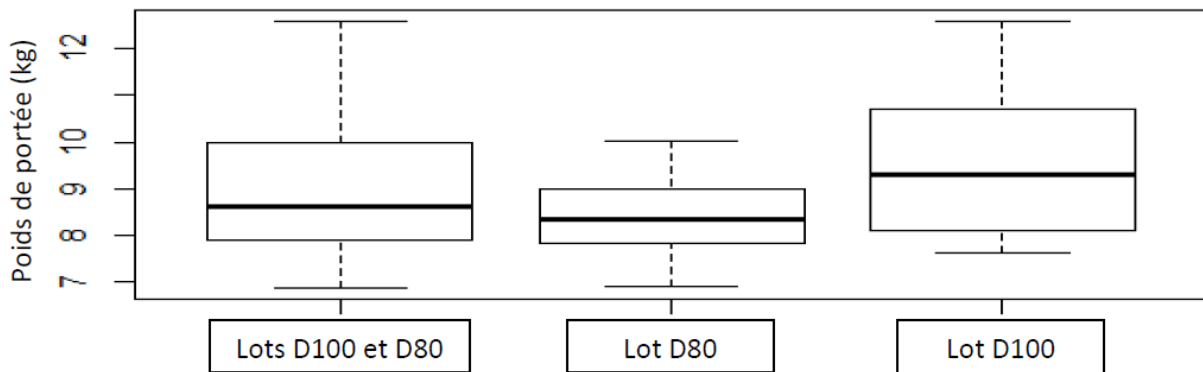 Poids de portée (kg)
12
10
9
8
7
Lots D100 et D80
Lot D80
Lot D100